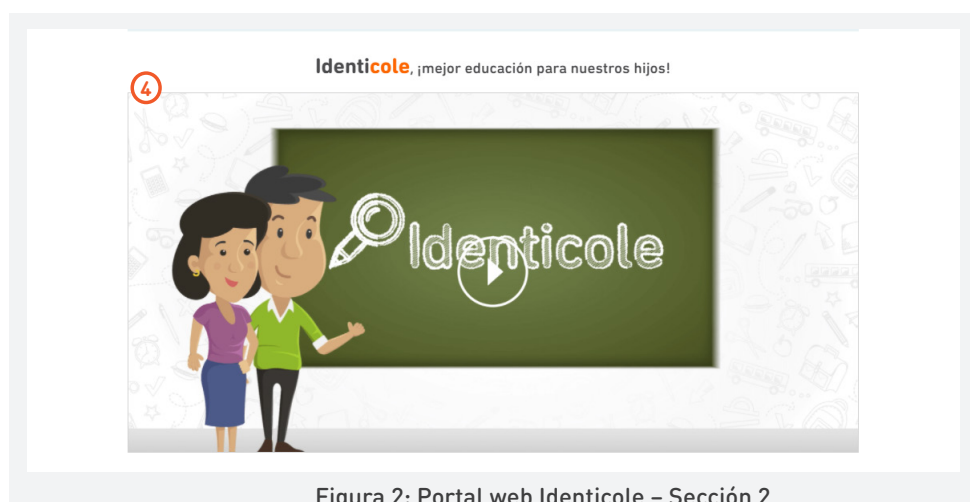 Identicole, ¡mejor educación para nuestros hijos!
4
Identicole
Figura 2: Portal web Identicole – Sección 2